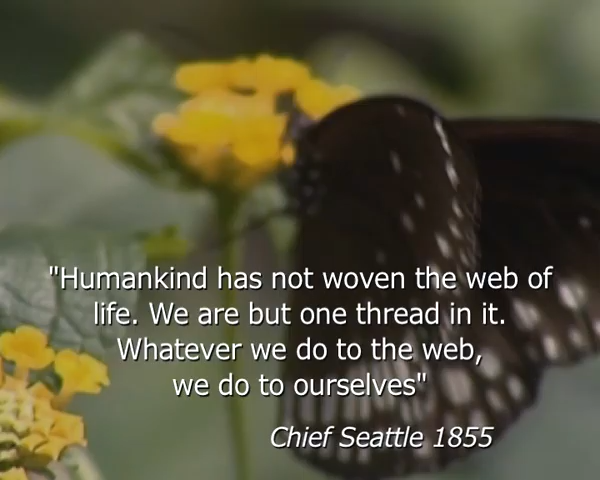 "Humankind has not woven the web of
life. We are but one thread in it.
Whatever we do to the web,
we do to ourselves"
Chief Seattle 1855